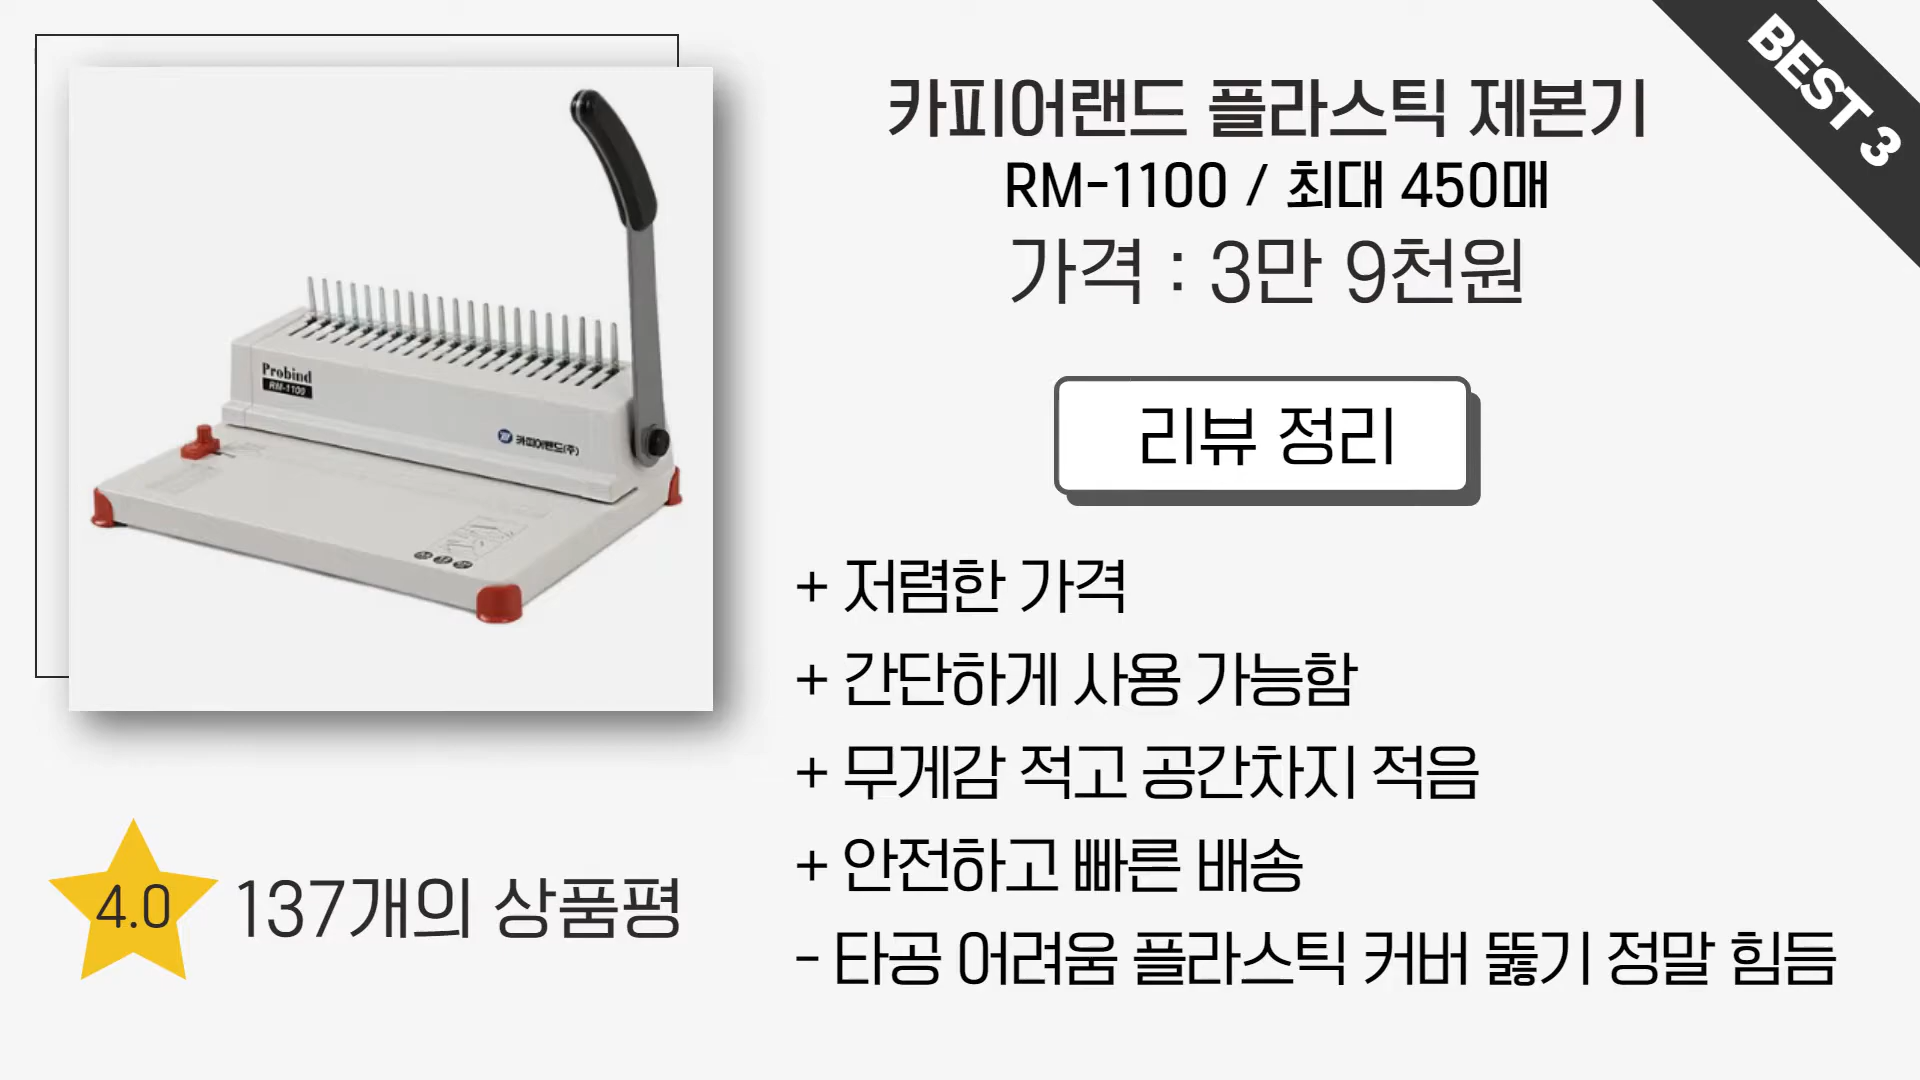 BEST 3
카피어랜드 플라스틱 제본기
RM-1100 / 최대 450매
가격 : 3만 9천원
Probind
RM-1100
카피어랜드(주)
리뷰 정리
+ 저렴한 가격
+ 간단하게 사용 가능함
+ 무게감 적고 공간차지 적음
+ 안전하고 빠른 배송
- 타공 어려움 플라스틱 커버 뚫기 정말 힘듬
4.0
137개의 상품평